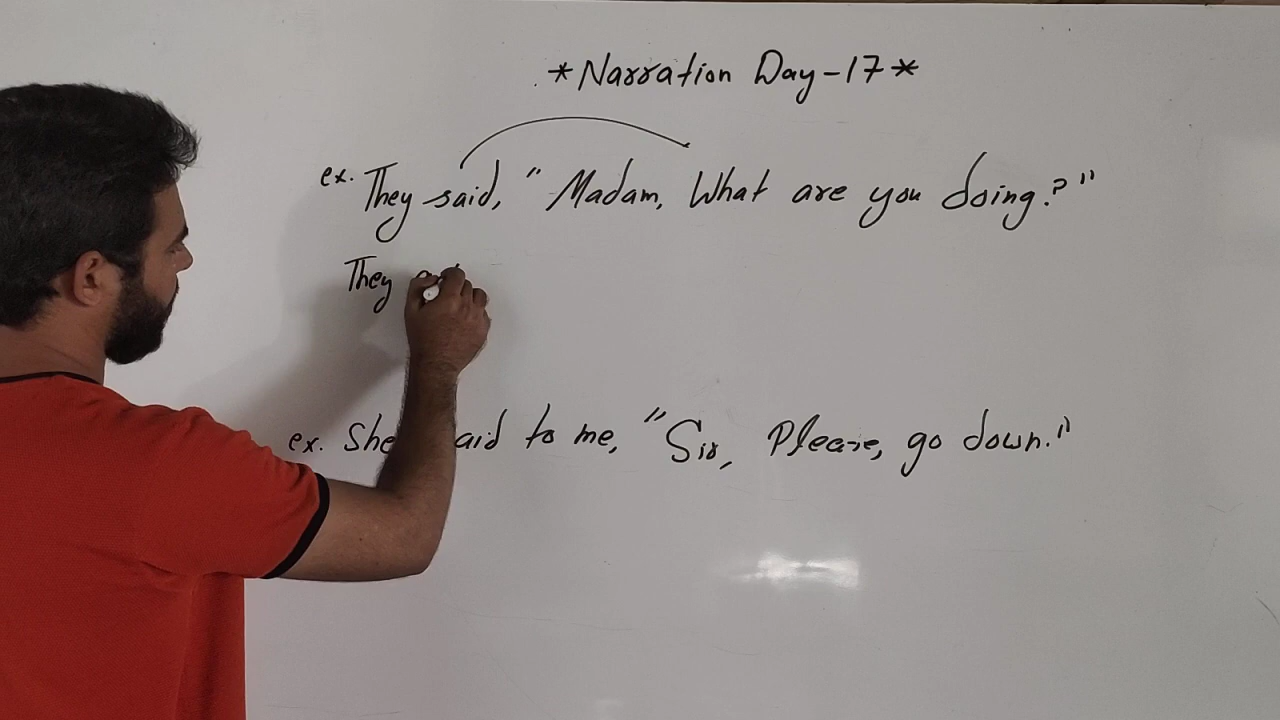 *Narration Day-17*
ex. They said, "Madam, What are you doing?"
They
ex. She said to me, "Sir, Please, go down."